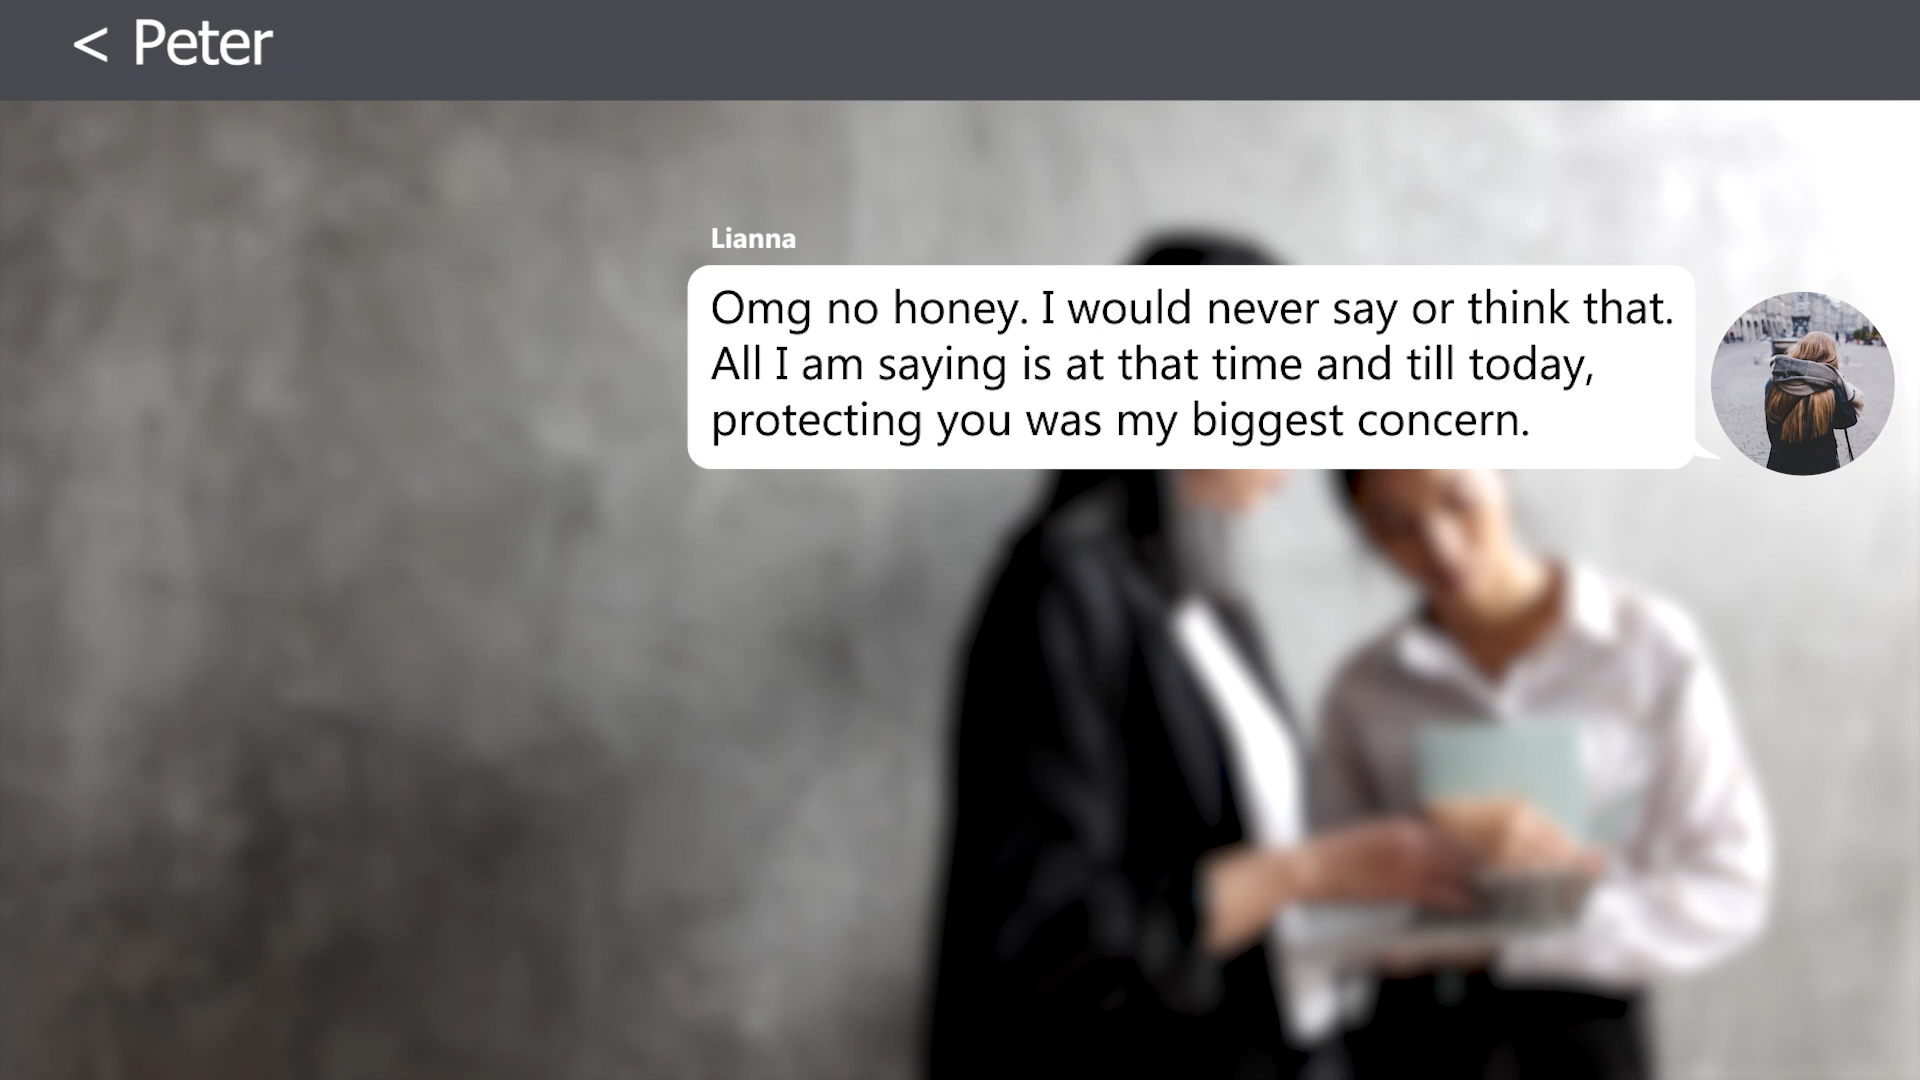 < Peter
Lianna
Omg no honey. I would never say or think that.
All I am saying is at that time and till today,
protecting you was my biggest concern.